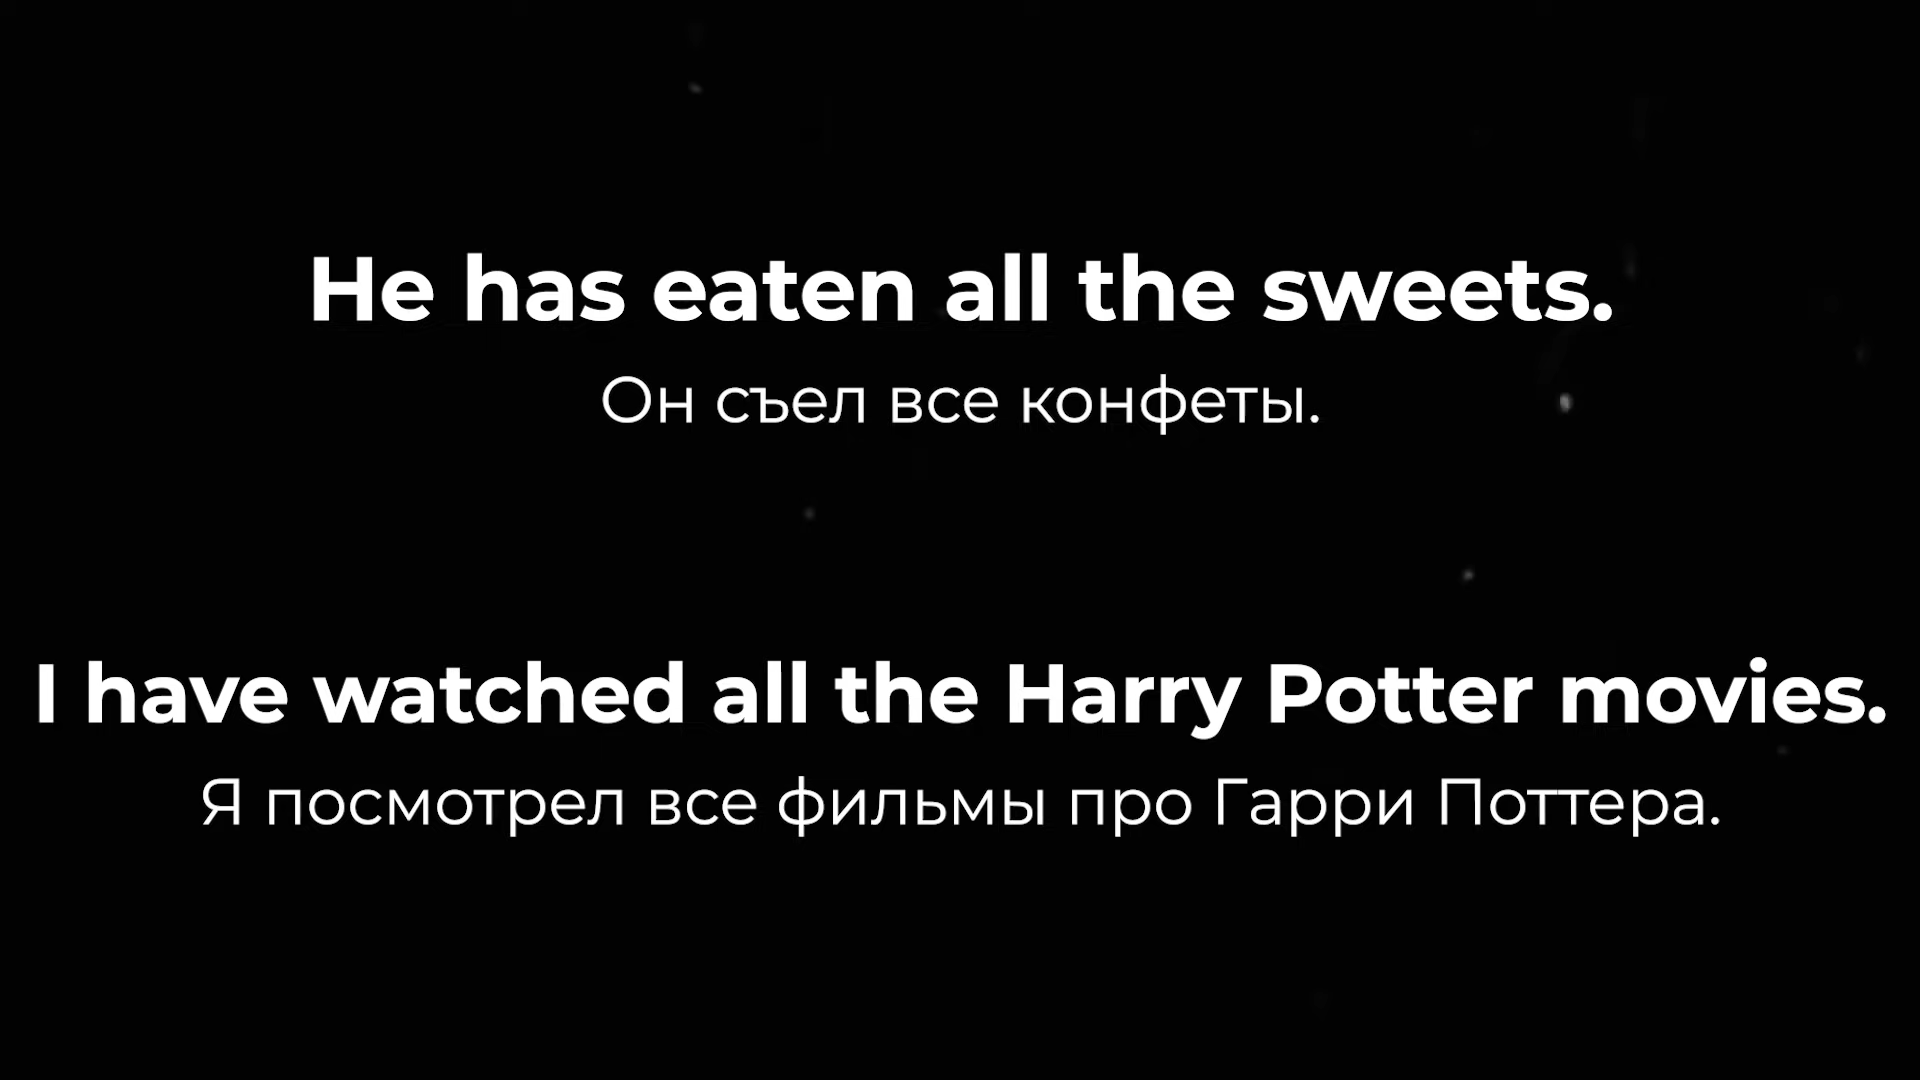 He has eaten all the sweets.
Он съел все конфеты.
I have watched all the Harry Potter movies.
Я посмотрел все фильмы про Гарри Поттера.